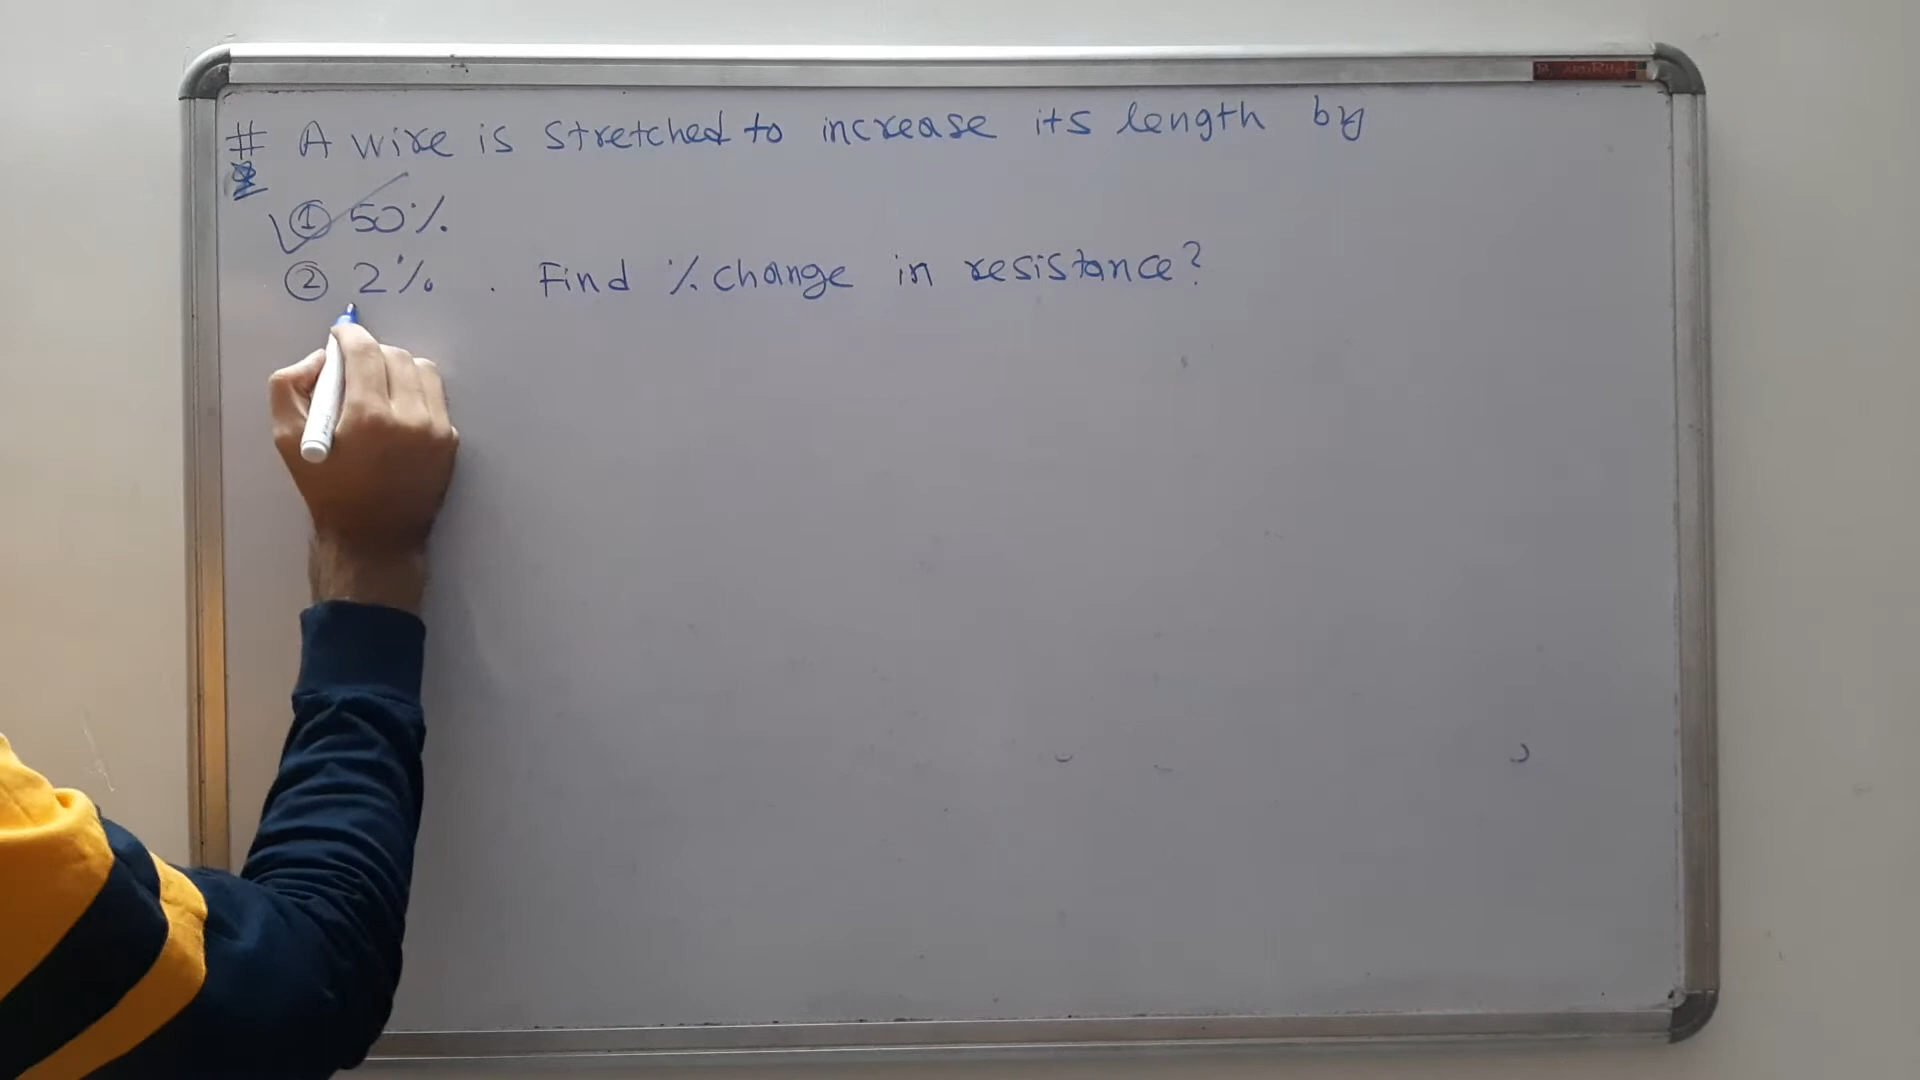 # A wire is stretched to increase its length by
① 50%
② 2% . Find % change in resistance?